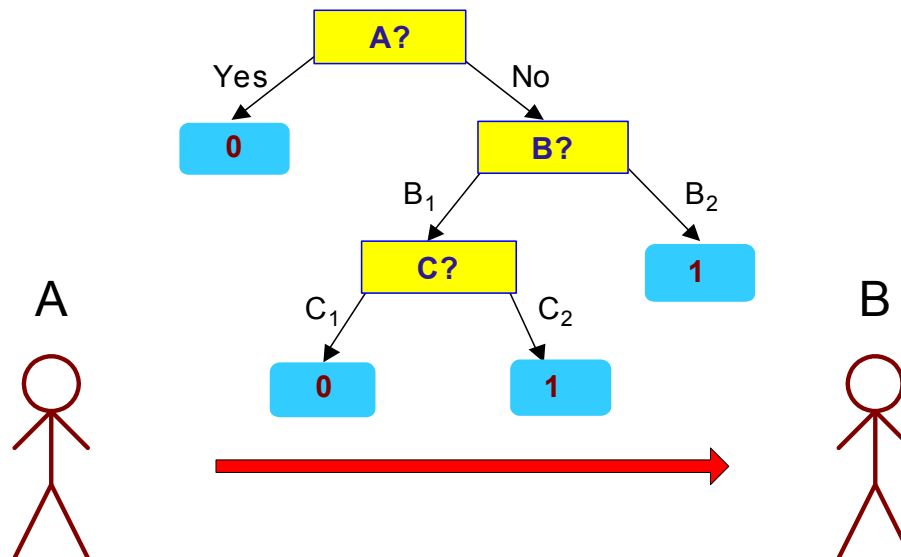 A?
Yes
No
0
B?
B₁
B₂
C?
1
A
B
C₁
C₂
0
1